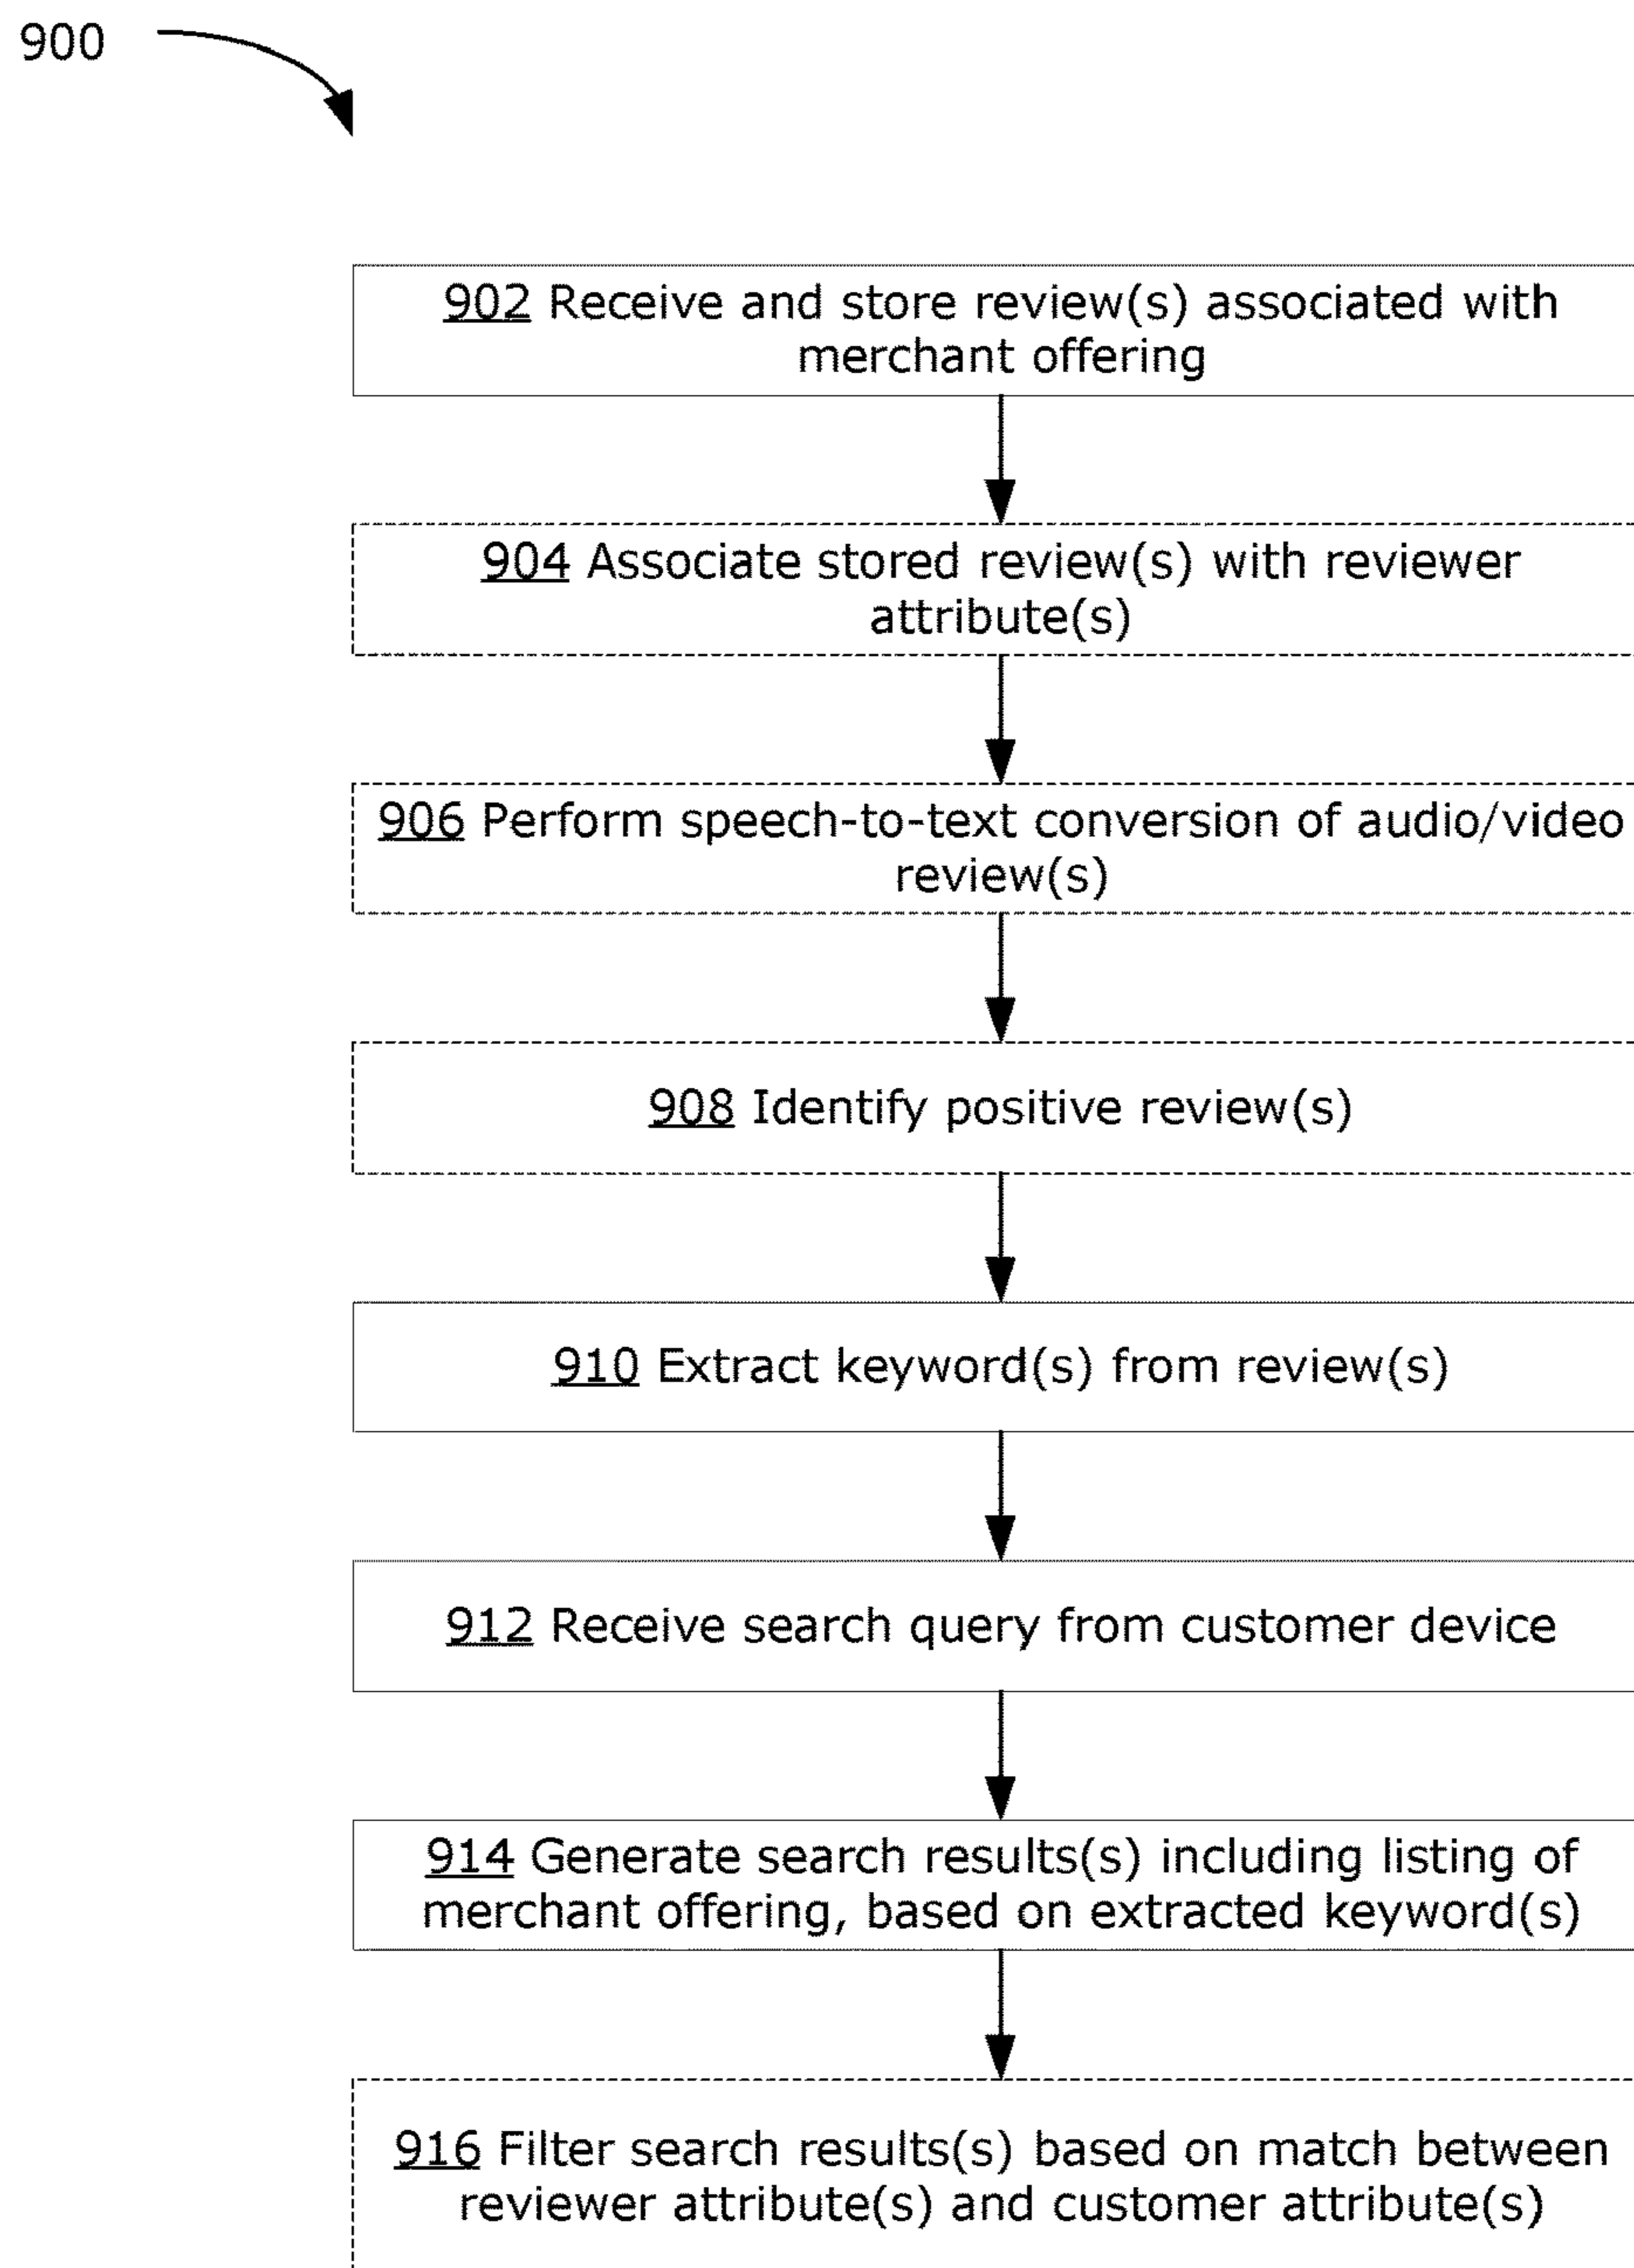 900
902 Receive and store review(s) associated with
merchant offering
904 Associate stored review(s) with reviewer
attribute(s)
906 Perform speech-to-text conversion of audio/video
review(s)
908 Identify positive review(s)
910 Extract keyword(s) from review(s)
912 Receive search query from customer device
914 Generate search results(s) including listing of
merchant offering, based on extracted keyword(s)
916 Filter search results(s) based on match between
reviewer attribute(s) and customer attribute(s)